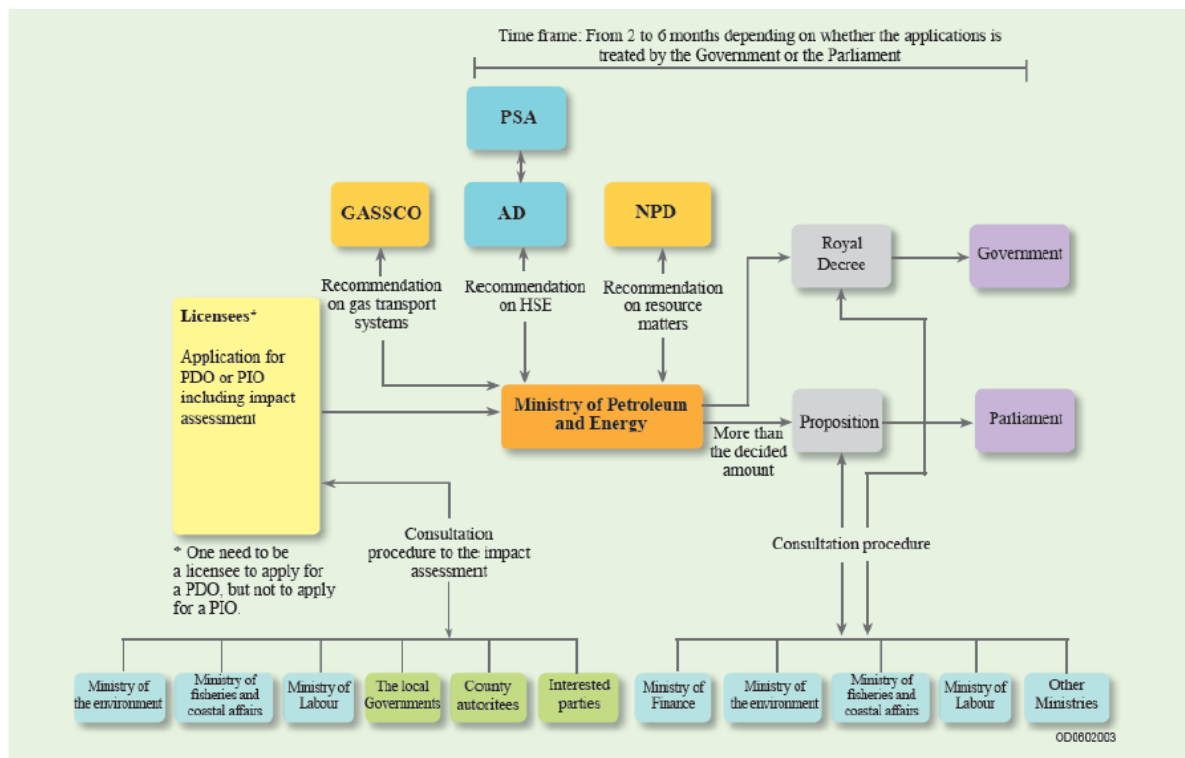 Time frame: From 2 to 6 months depending on whether the applications is
treated by the Government or the Parliament
PSA
GASSCO
AD
NPD
Royal
Decree
Government
Recommendation
on gas transport
systems
Recommendation
on HSE
Recommendation
on resource
matters
Licensees*
Application for
PDO or PIO
including impact
assessment
Ministry of Petroleum
and Energy
More than
the decided
amount
Proposition
Parliament
Consultation
procedure to the impact
assessment
Consultation procedure
* One need to be
a licensee to apply for
a PDO, but not to apply
for a PIO.
Ministry of
the environment
Ministry of
fisheries and
coastal affairs
Ministry of
Labour
The local
Governments
County
autoritees
Interested
parties
Ministry of
Finance
Ministry of
the environment
Ministry of
fisheries and
coastal affairs
Ministry of
Labour
Other
Ministries
OD0602003